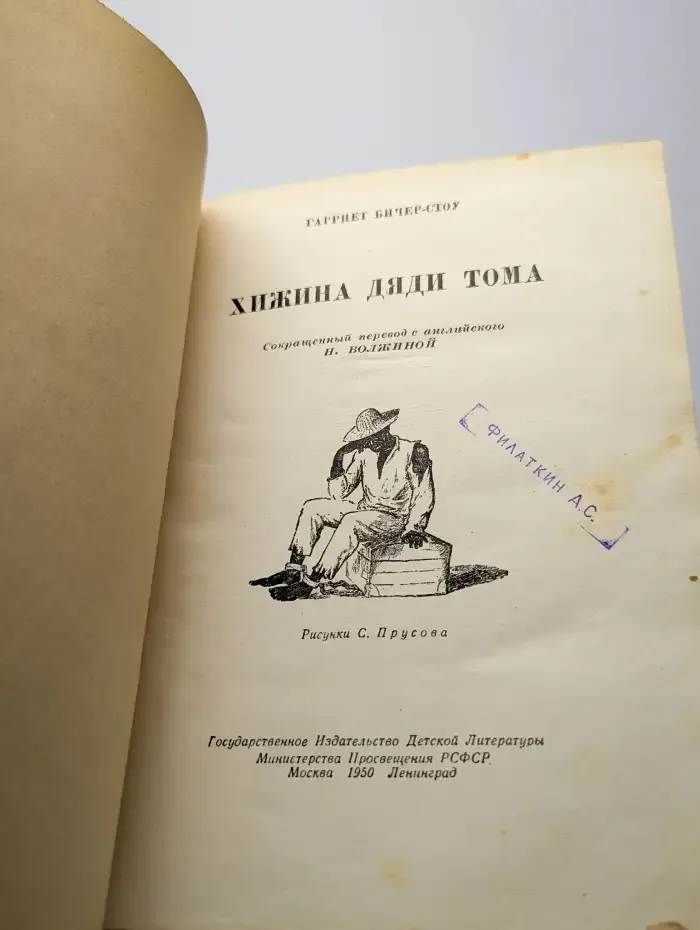 ГАРРИЕТ БИЧЕР-СТОУ
ХИЖИНА ДЯДИ ТОМА
Сокращённый перевод с английского
Н. ВОЛЖИНОЙ
ФИЛАТКИН А.С.
Рисунки С. Прусова
Государственное Издательство Детской Литературы
Министерства Просвещения РСФСР
Москва 1950 Ленинград